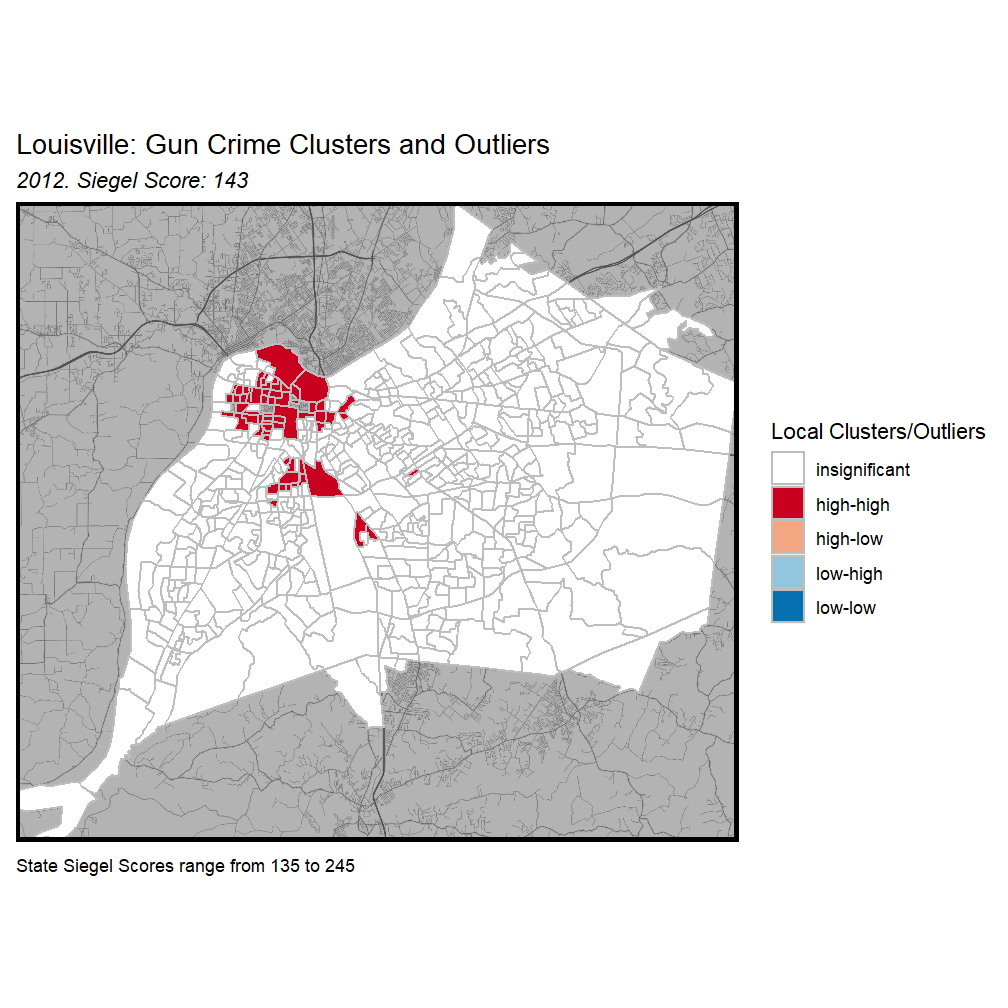 Louisville: Gun Crime Clusters and Outliers
2012. Siegel Score: 143
Local Clusters/Outliers
insignificant
high-high
high-low
low-high
low-low
State Siegel Scores range from 135 to 245